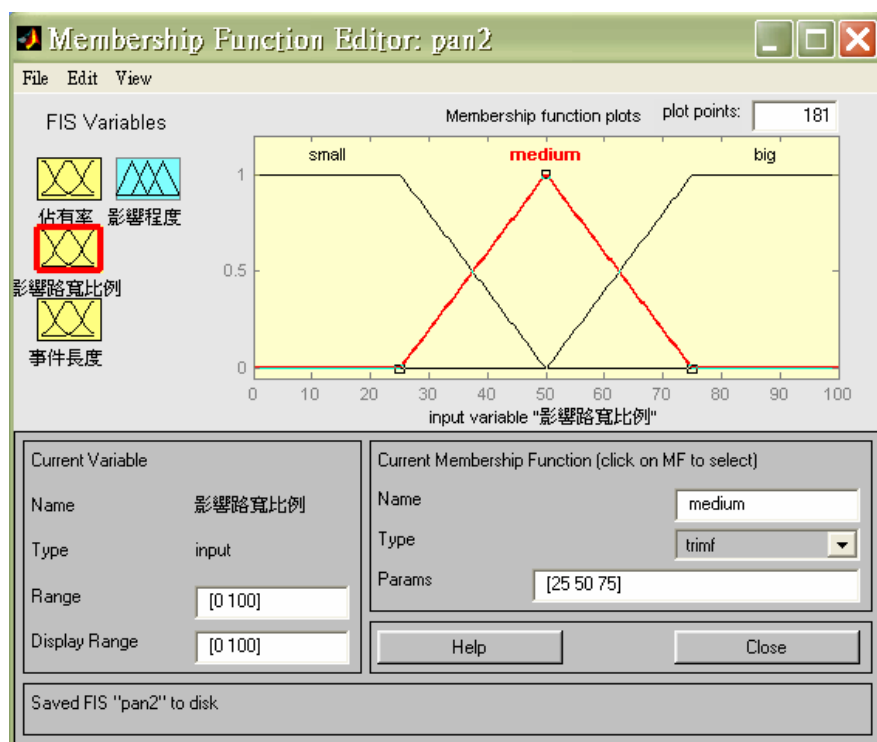 Membership Function Editor: pan2
File Edit View
FIS Variables
佔有率 影響程度
影響路寬比例
事件長度
Membership function plots plot points: 181
small medium big
1
0.5
0
0 10 20 30 40 50 60 70 80 90 100
input variable "影響路寬比例"
Current Variable
Name 影響路寬比例
Type input
Range [0 100]
Display Range [0 100]
Current Membership Function (click on MF to select)
Name medium
Type trimf
Params [25 50 75]
Help Close
Saved FIS "pan2" to disk